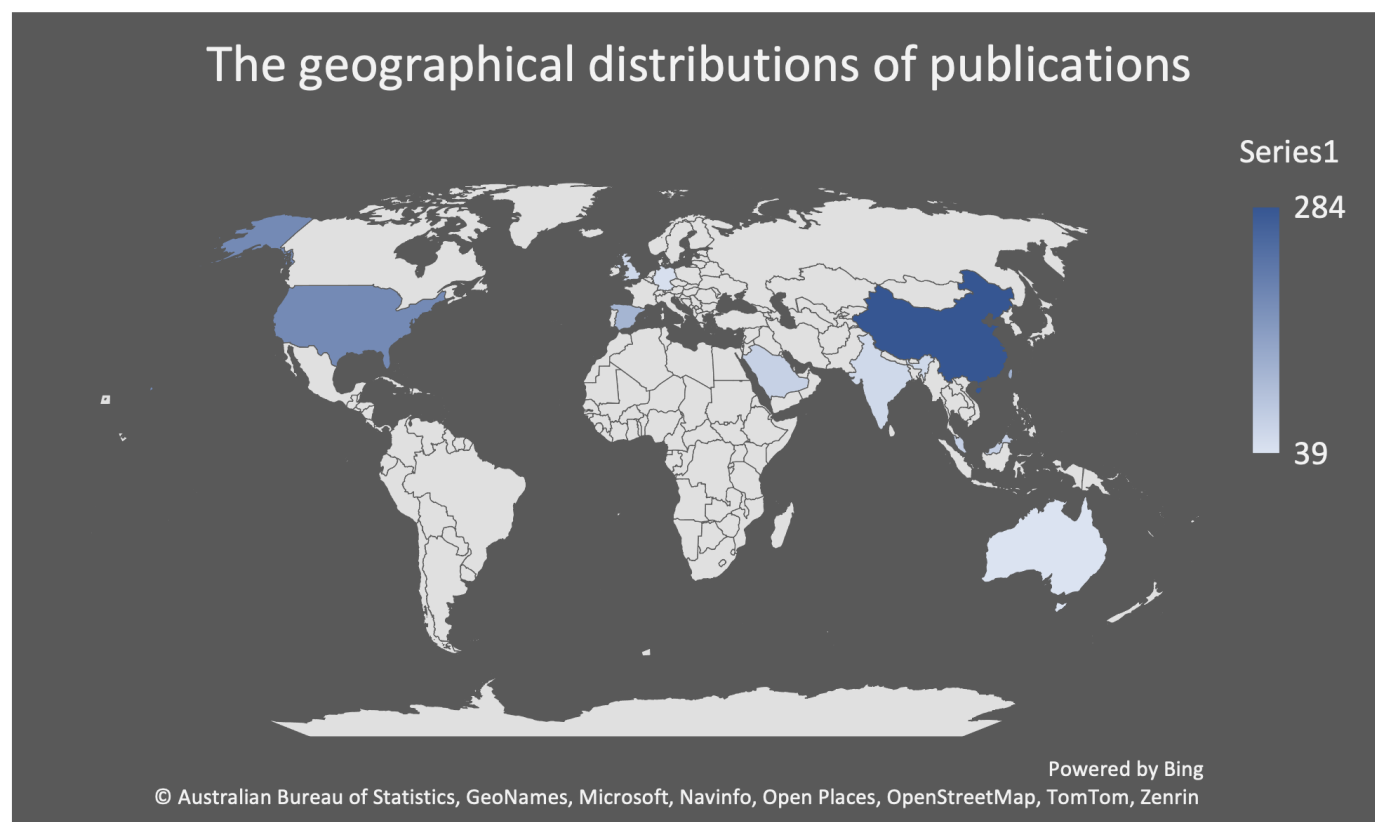 The geographical distributions of publications
Series1
284
39
Powered by Bing
© Australian Bureau of Statistics, GeoNames, Microsoft, Navinfo, Open Places, OpenStreetMap, TomTom, Zenrin